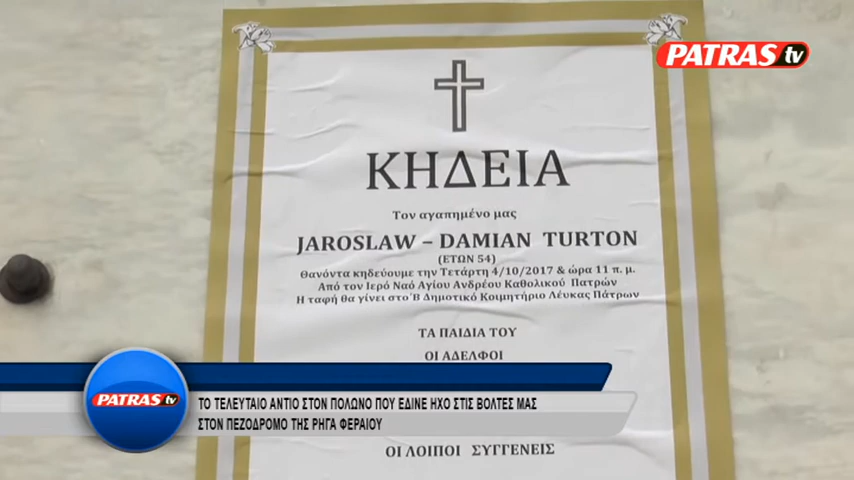 PATRAS tv
ΚΗΔΕΙΑ
Τον αγαπημένο μας
JAROSLAW – DAMIAN TURTON
(ΕΤΩΝ 54)
Θανόντα κηδεύουμε την Τετάρτη 4/10/2017 & ώρα 11 π. μ.
Από τον Ιερό Ναό Αγίου Ανδρέου Καθολικού Πατρών
Η ταφή θα γίνει στο΄Β Δημοτικό Κοιμητήριο Λέυκας Πάτρων
ΤΑ ΠΑΙΔΙΑ ΤΟΥ
ΟΙ ΑΔΕΛΦΟΙ
PATRAS tv
ΤΟ ΤΕΛΕΥΤΑΙΟ ΑΝΤΙΟ ΣΤΟΝ ΠΟΛΩΝΟ ΠΟΥ ΕΔΙΝΕ ΗΧΟ ΣΤΙΣ ΒΟΛΤΕΣ ΜΑΣ
ΣΤΟΝ ΠΕΖΟΔΡΟΜΟ ΤΗΣ ΡΗΓΑ ΦΕΡΑΙΟΥ
ΟΙ ΛΟΙΠΟΙ ΣΥΓΓΕΝΕΙΣ